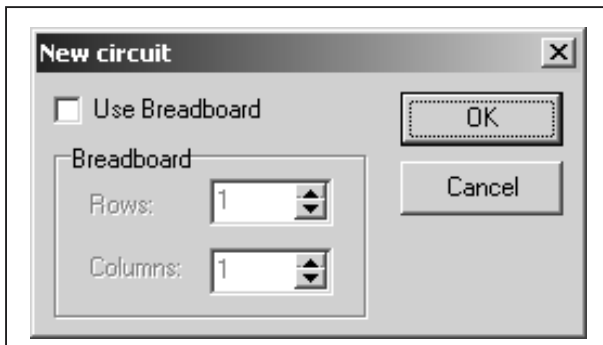 New circuit
Use Breadboard
OK
Breadboard
Cancel
Rows: 1
Columns: 1